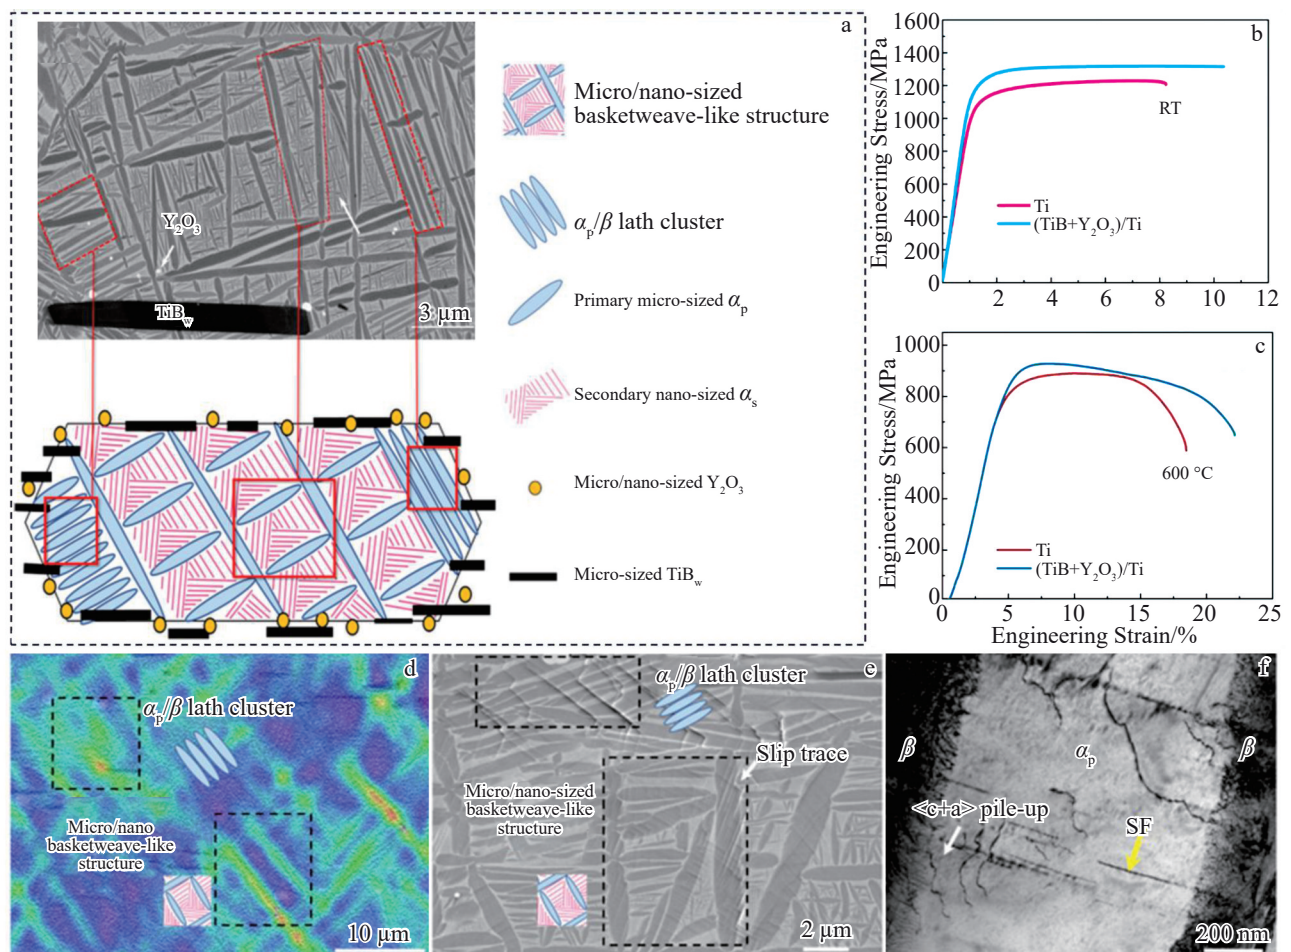 a
Y₂O₃
TiBw
3 μm
Micro/nano-sized
basketweave-like structure
αp/β lath cluster
Primary micro-sized αp
Secondary nano-sized αs
Micro/nano-sized Y₂O₃
Micro-sized TiBw
b
Engineering Stress/MPa
1600
1400
1200
1000
800
600
400
200
0
2
4
6
8
10
12
RT
Ti
(TiB+Y₂O₃)/Ti
c
Engineering Stress/MPa
1000
800
600
400
200
0
0
5
10
15
20
25
600 °C
Ti
(TiB+Y₂O₃)/Ti
Engineering Strain/%
d
αp/β lath cluster
Micro/nano
basketweave-like
structure
10 μm
e
αp/β lath cluster
Slip trace
Micro/nano-sized
basketweave-like
structure
2 μm
f
β
αp
β
<c+a> pile-up
SF
200 nm